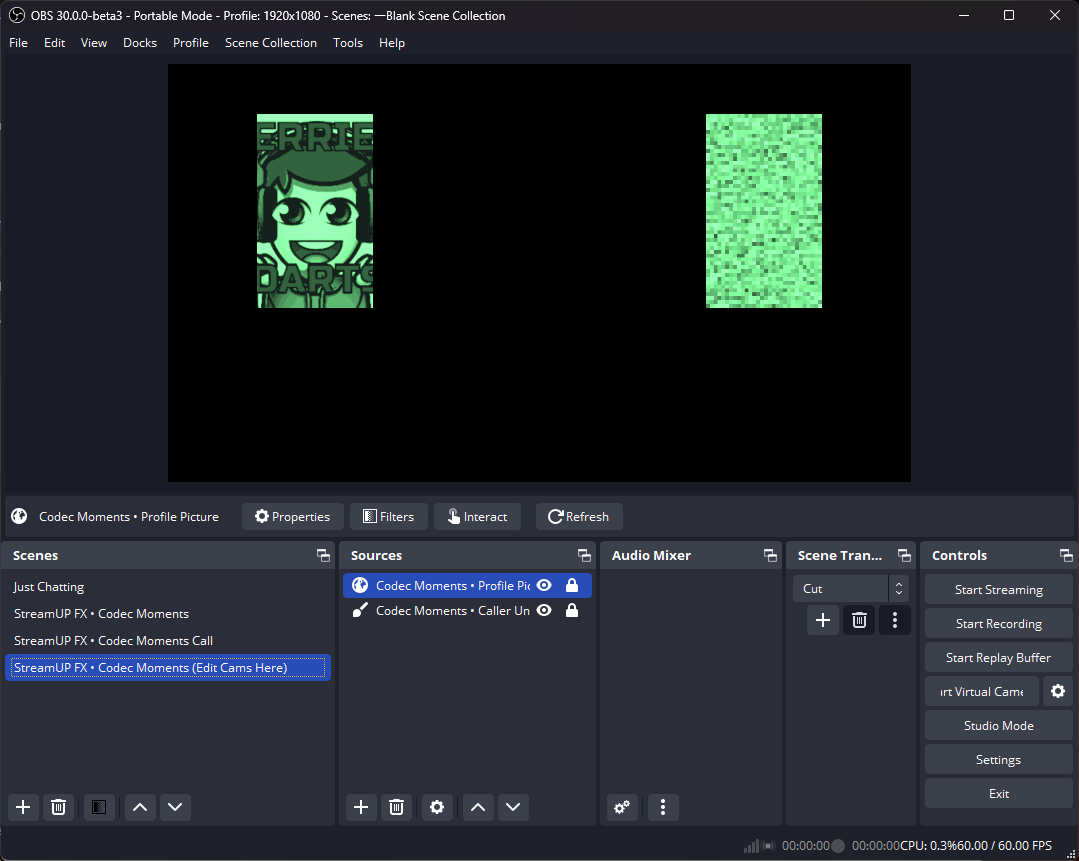 OBS 30.0.0-beta3 - Portable Mode - Profile: 1920x1080 - Scenes: —Blank Scene Collection
File Edit View Docks Profile Scene Collection Tools Help
ERRIE
DARTS
Codec Moments • Profile Picture Properties Filters Interact Refresh
Scenes
Just Chatting
StreamUP FX • Codec Moments
StreamUP FX • Codec Moments Call
StreamUP FX • Codec Moments (Edit Cams Here)
Sources
Codec Moments • Profile Pic
Codec Moments • Caller Un
Audio Mixer
Scene Tran...
Cut
Controls
Start Streaming
Start Recording
Start Replay Buffer
art Virtual Came
Studio Mode
Settings
Exit
00:00:00 00:00:00 CPU: 0.3% 60.00 / 60.00 FPS